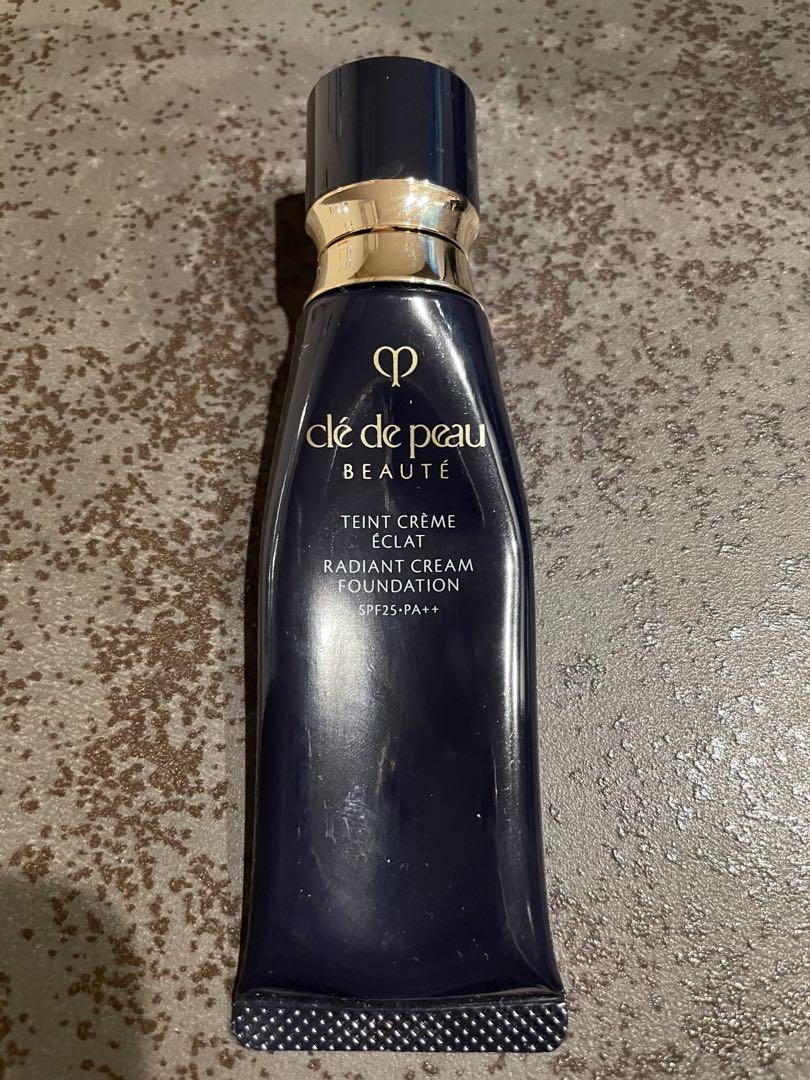 clé de peau
BEAUTÉ
TEINT CRÈME
ÉCLAT
RADIANT CREAM
FOUNDATION
SPF25•PA++